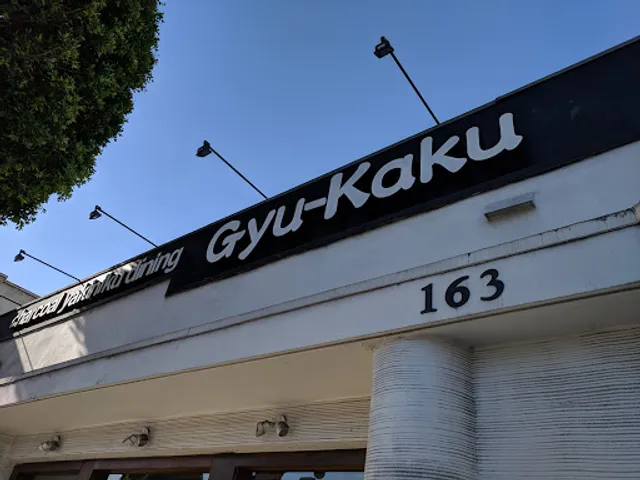 charcoal yakiniku dining
Gyu-Kaku
163